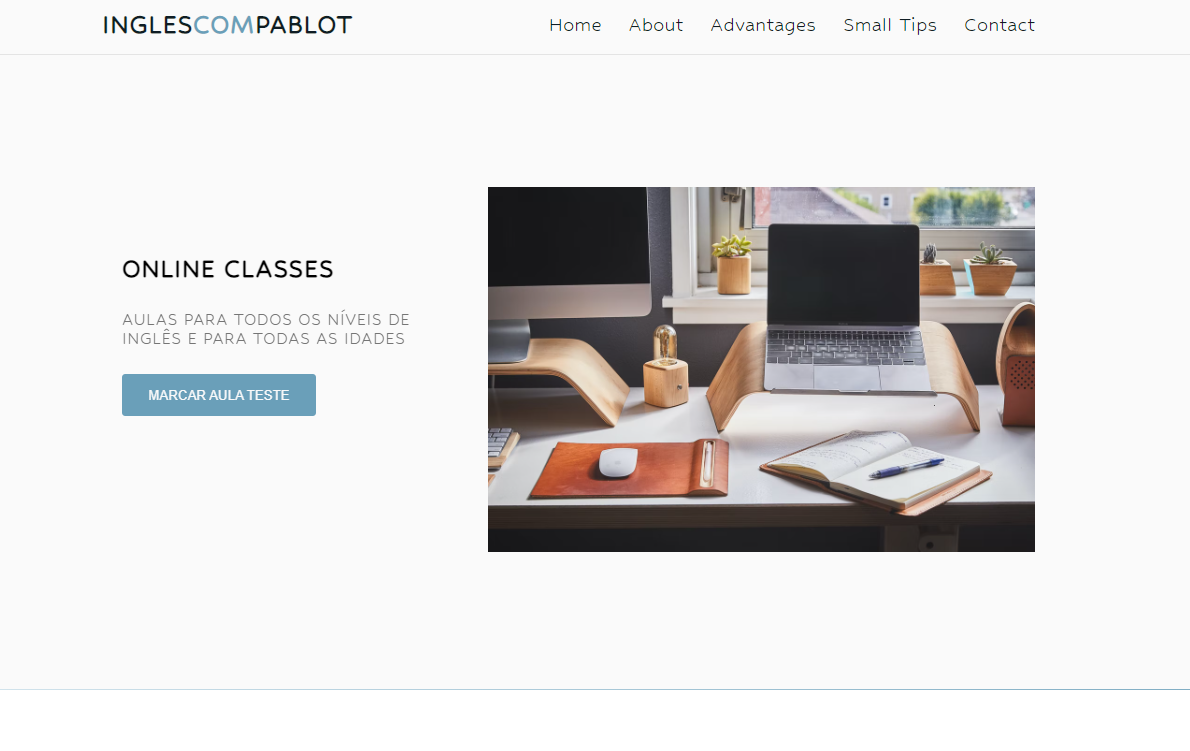 INGLESCOMPABLOT
Home About Advantages Small Tips Contact
ONLINE CLASSES
AULAS PARA TODOS OS NÍVEIS DE
INGLÊS E PARA TODAS AS IDADES
MARCAR AULA TESTE